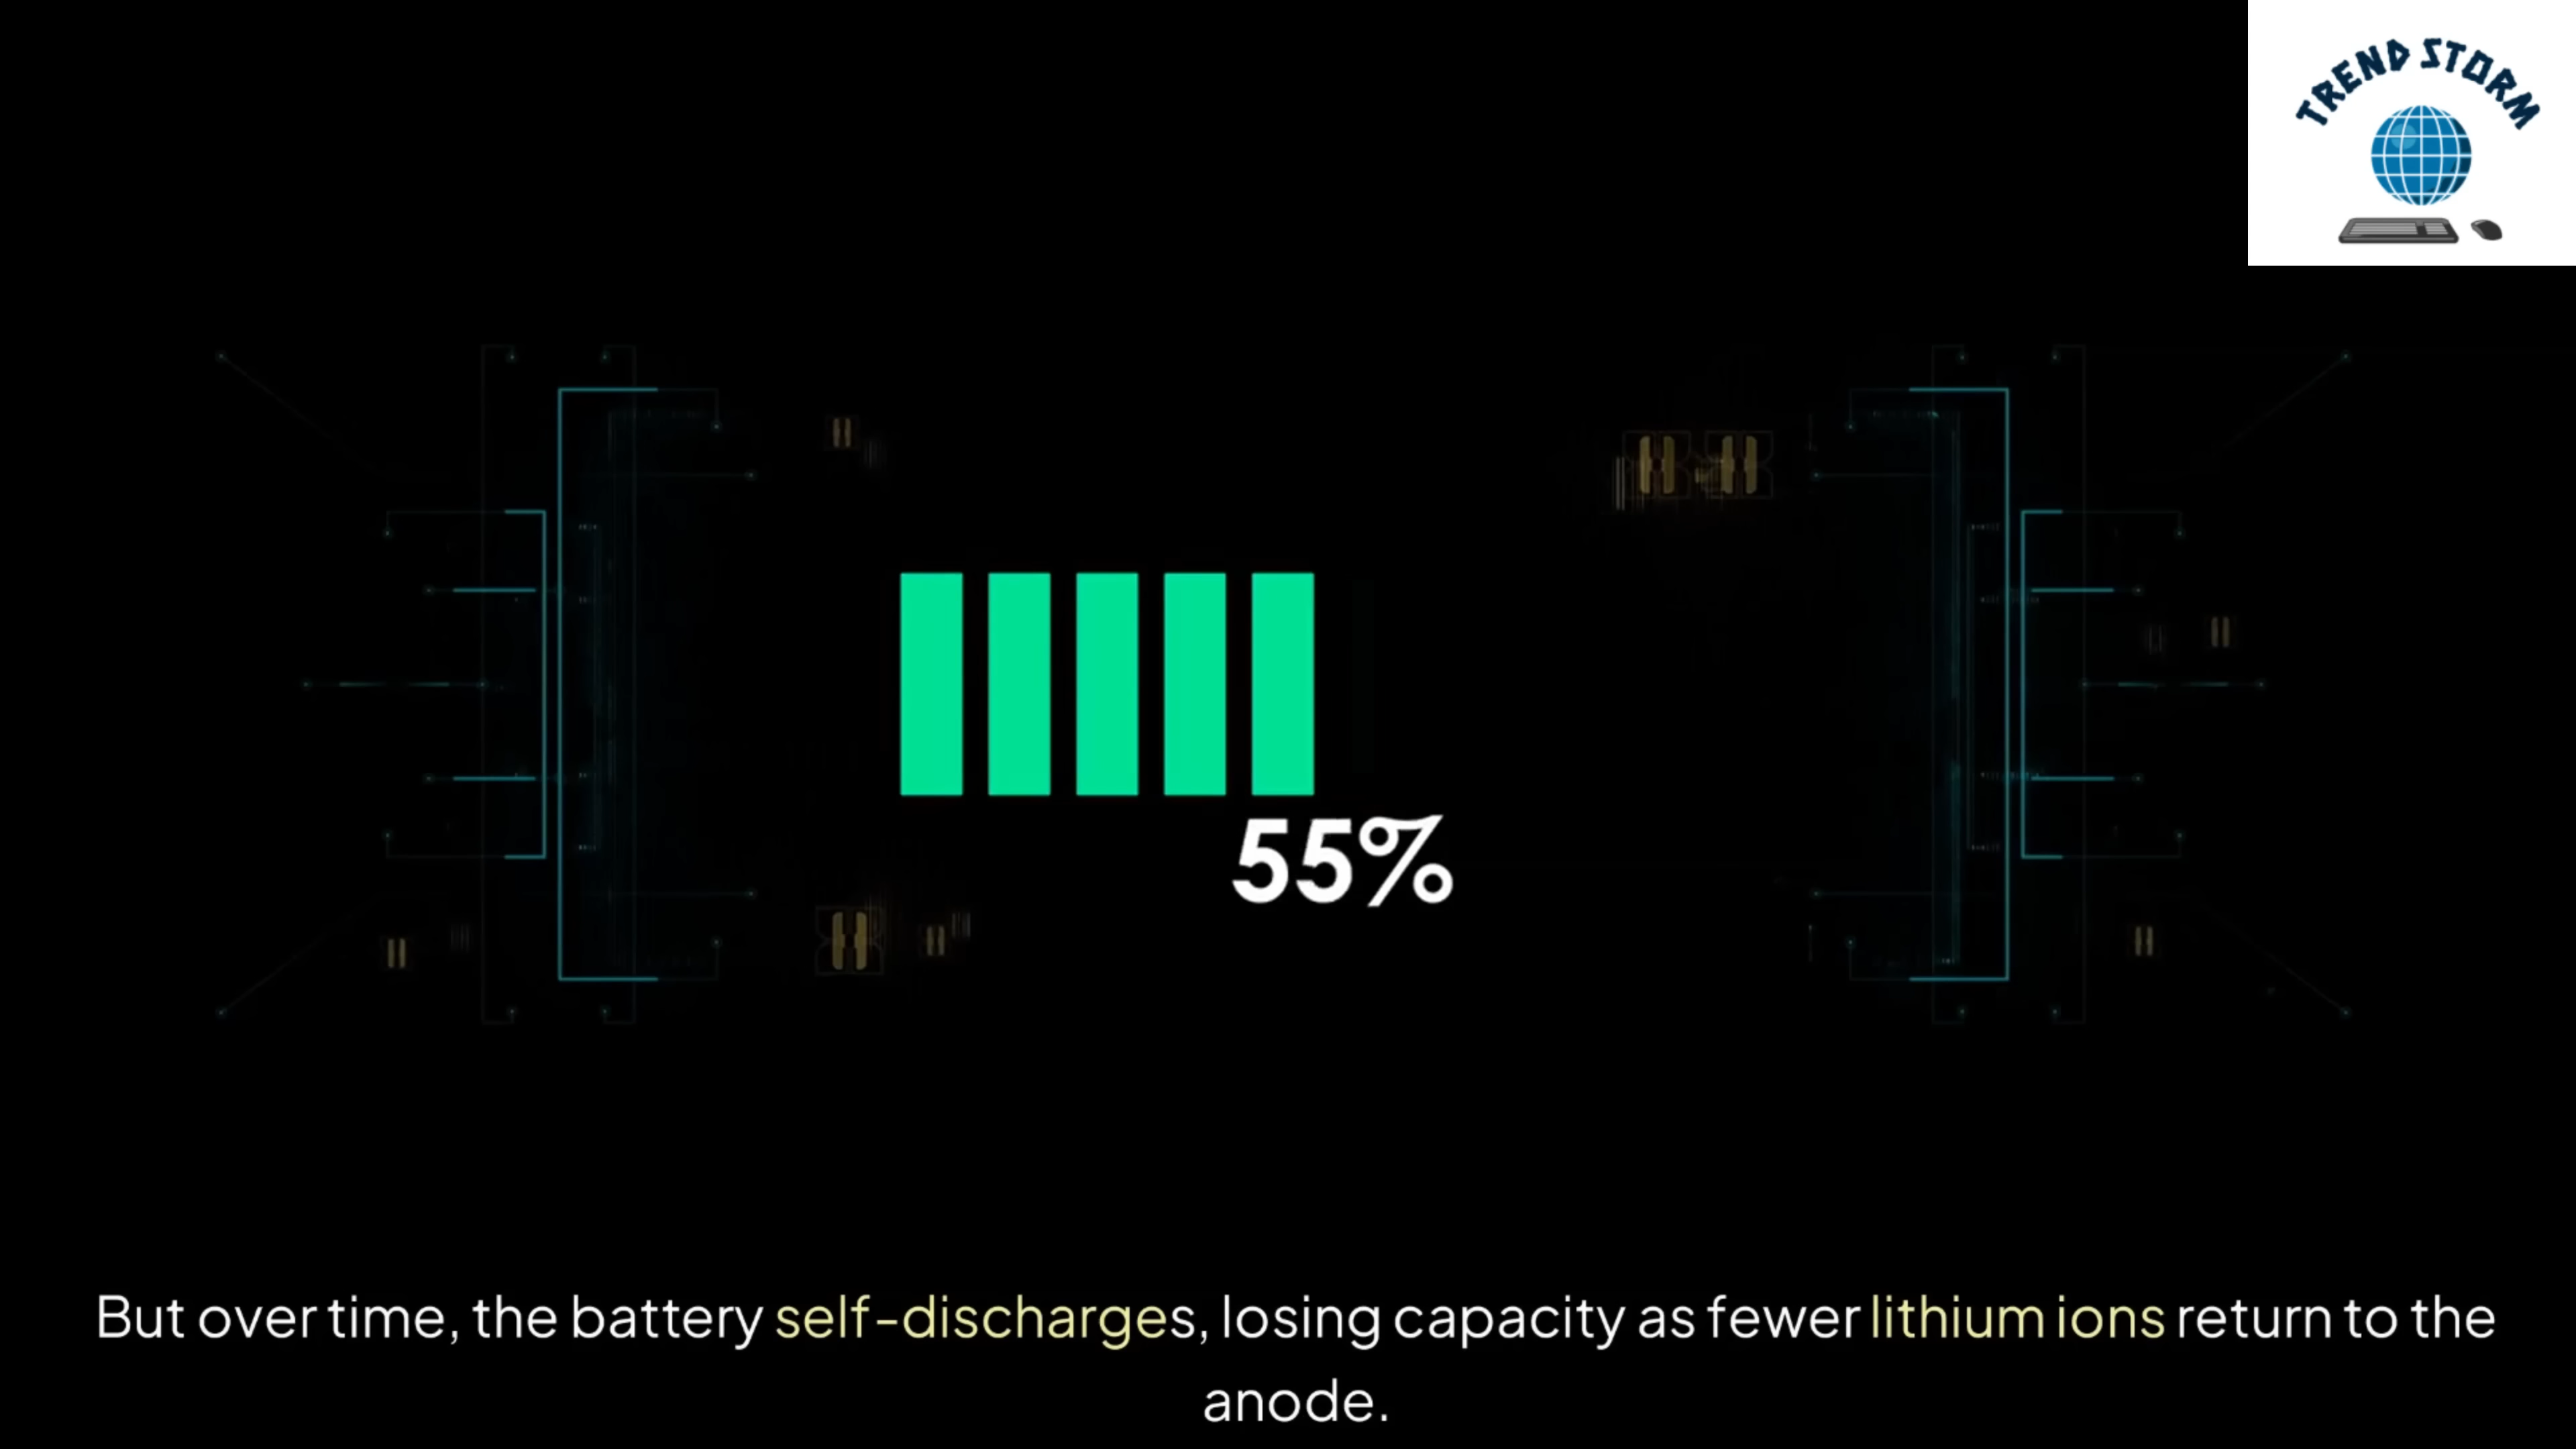 TREND STORM
55%
But over time, the battery self-discharges, losing capacity as fewer lithium ions return to the
anode.